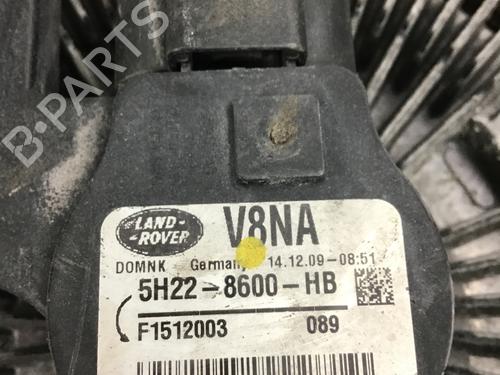 B-PARTS
LAND-
-ROVER
V8NA
DOMNK Germany 14.12.09-08:51
5H22-8600-HB
F1512003 089